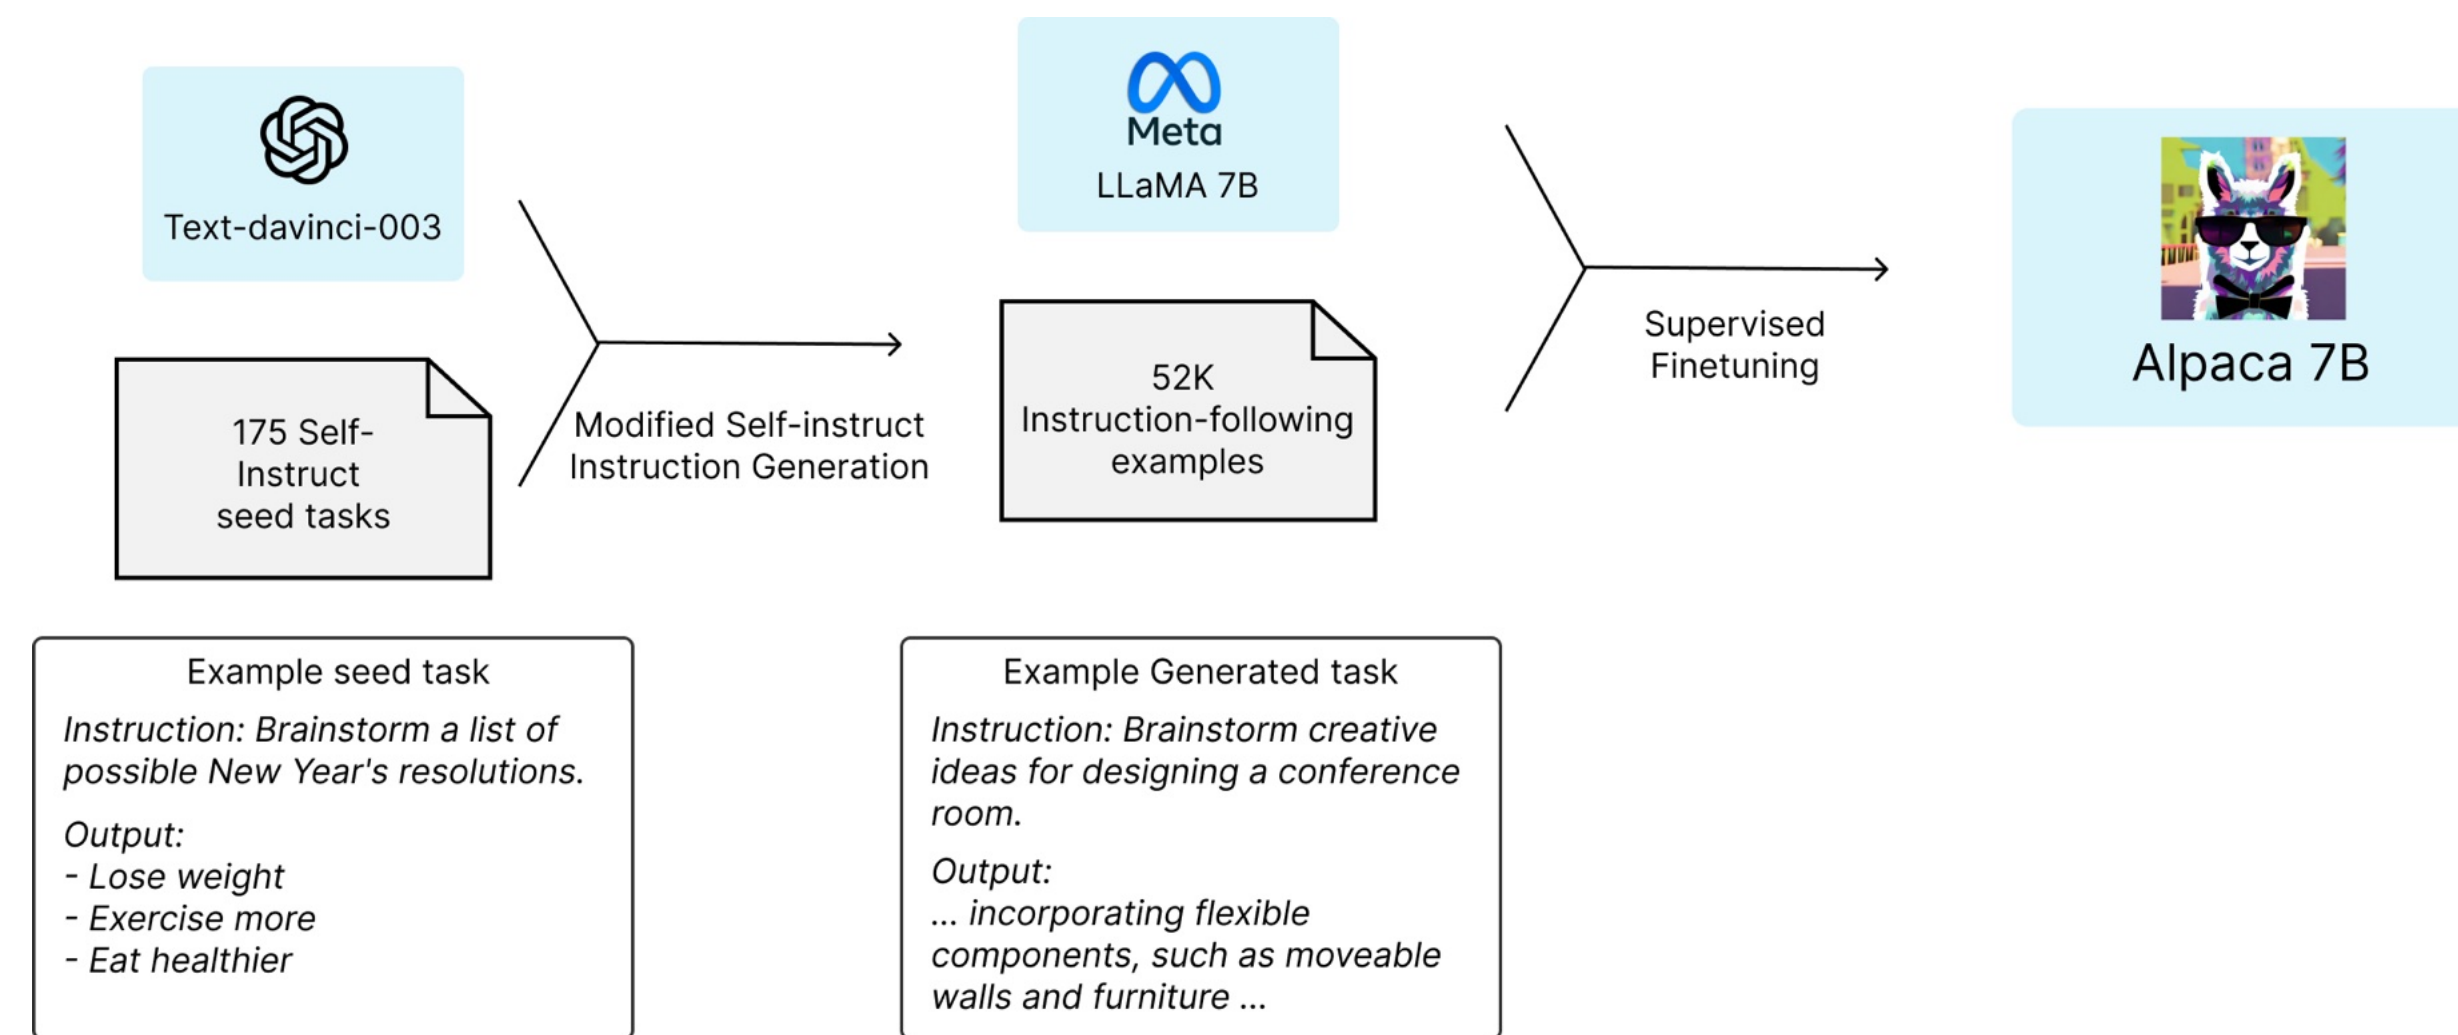 Text-davinci-003
175 Self-
Instruct
seed tasks
Modified Self-instruct
Instruction Generation
Meta
LLaMA 7B
52K
Instruction-following
examples
Supervised
Finetuning
Alpaca 7B
Example seed task
Instruction: Brainstorm a list of
possible New Year's resolutions.
Output:
- Lose weight
- Exercise more
- Eat healthier
Example Generated task
Instruction: Brainstorm creative
ideas for designing a conference
room.
Output:
... incorporating flexible
components, such as moveable
walls and furniture ...